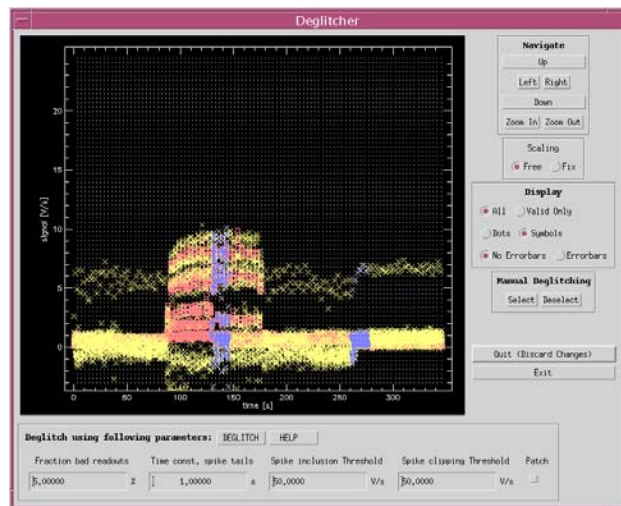 Deglitcher
Navigate
Up
Left Right
Down
Zoom In Zoom Out
Scaling
Free Fix
Display
All Valid Only
Dots Symbols
No Errorbars Errorbars
Manual Deglitching
Select Deselect
Quit (Discard Changes)
Exit
signal [V/s]
20
15
10
5
0
0 50 100 150 200 250 300
time [s]
Deglitch using following parameters: DEGLITCH HELP
Fraction bad readouts Time const. spike tails Spike inclusion Threshold Spike clipping Threshold Patch
5,00000 % 1,00000 s 50,0000 V/s 50,0000 V/s